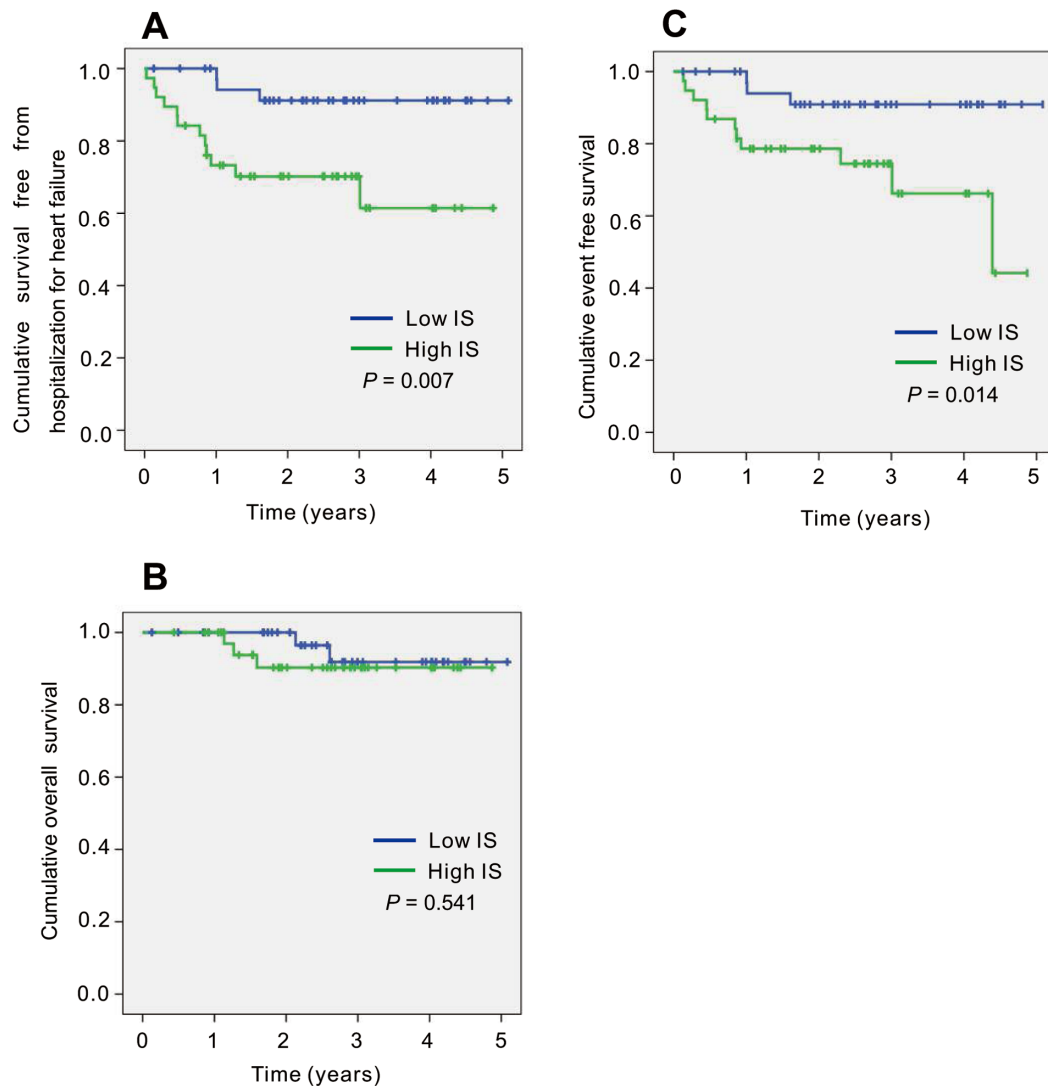 A
Cumulative survival free from
hospitalization for heart failure
1.0
0.8
0.6
0.4
0.2
0.0
Low IS
High IS
P = 0.007
0 1 2 3 4 5
Time (years)
C
Cumulative event free survival
1.0
0.8
0.6
0.4
0.2
0.0
Low IS
High IS
P = 0.014
0 1 2 3 4 5
Time (years)
B
Cumulative overall survival
1.0
0.8
0.6
0.4
0.2
0.0
Low IS
High IS
P = 0.541
0 1 2 3 4 5
Time (years)